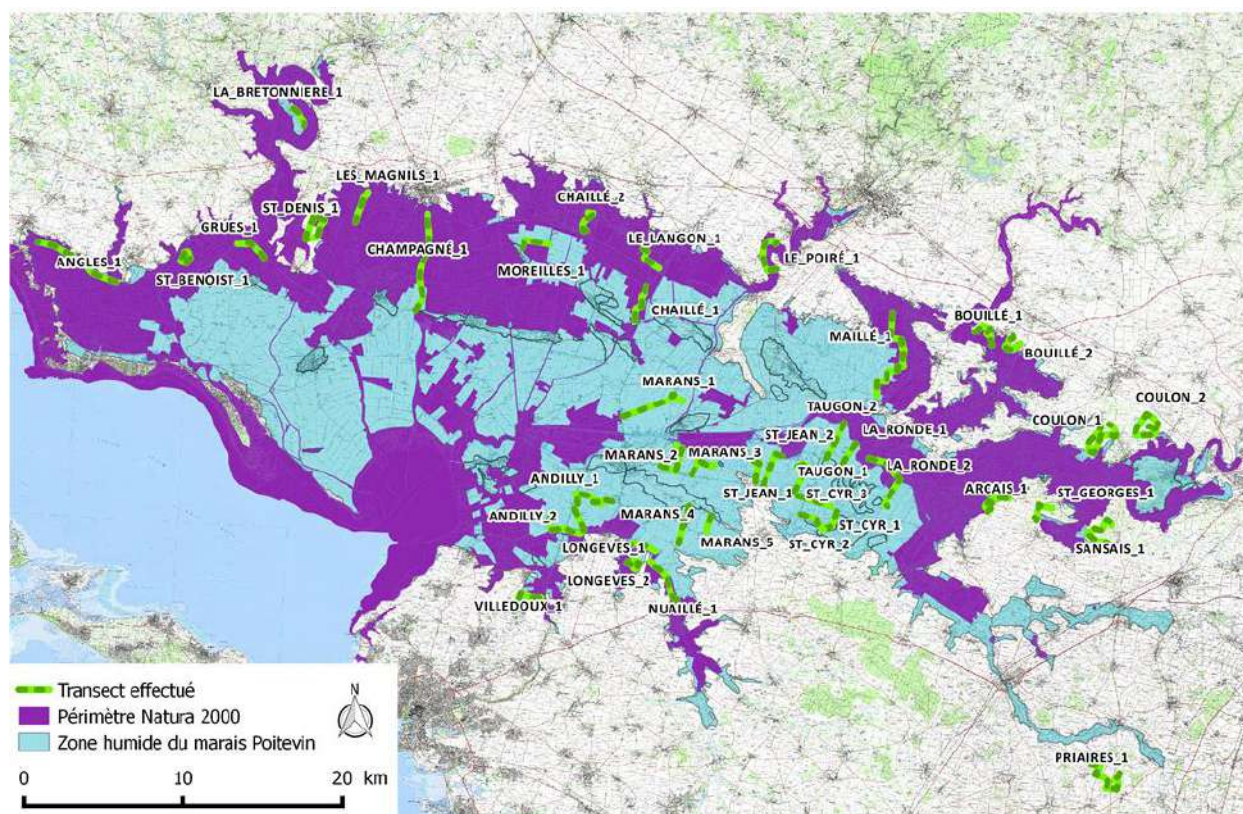 LA_BRETONNIERE_1
LES_MAGNILS_1
CHAILLÉ_2
ST_DENIS_1
GRUES_1
LE_LANGON_1
CHAMPAGNÉ_1
LE_POIRÉ_1
ANGLES_1
MOREILLES_1
ST_BENOIST_1
CHAILLÉ_1
BOUILLÉ_1
MAILLÉ_1
BOUILLÉ_2
MARANS_1
COULON_2
TAUGON_2
COULON_1
LA_RONDE_1
ST_JEAN_2
MARANS_3
MARANS_2
LA_RONDE_2
TAUGON_1
ANDILLY_1
ARCAIS_1
ST_JEAN_1
ST_CYR_3
ST_GEORGES_1
ANDILLY_2
MARANS_4
ST_CYR_1
SANSAIS_1
MARANS_5
ST_CYR_2
LONGEVES_1
LONGEVES_2
VILLEDOUX_1
NUAILLÉ_1
PRIAIRES_1
Transect effectué
N
Périmètre Natura 2000
Zone humide du marais Poitevin
0 10 20 km